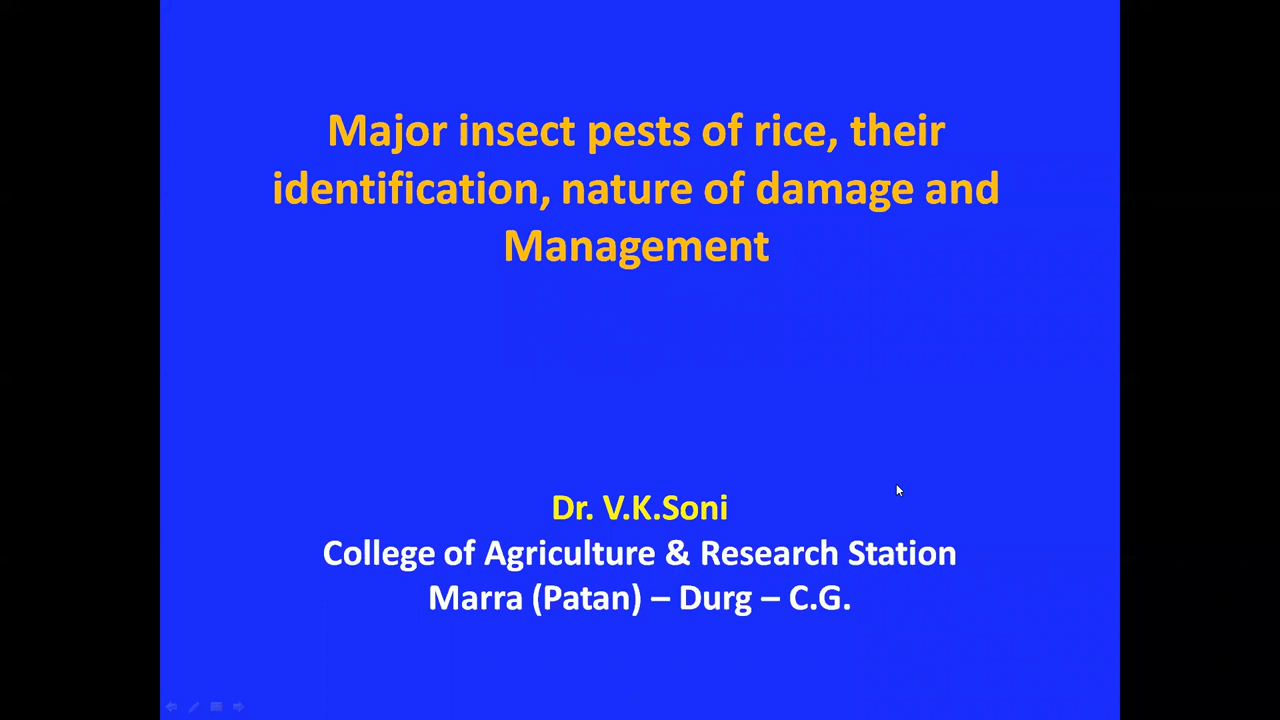 Major insect pests of rice, their
identification, nature of damage and
Management
Dr. V.K.Soni
College of Agriculture & Research Station
Marra (Patan) – Durg – C.G.